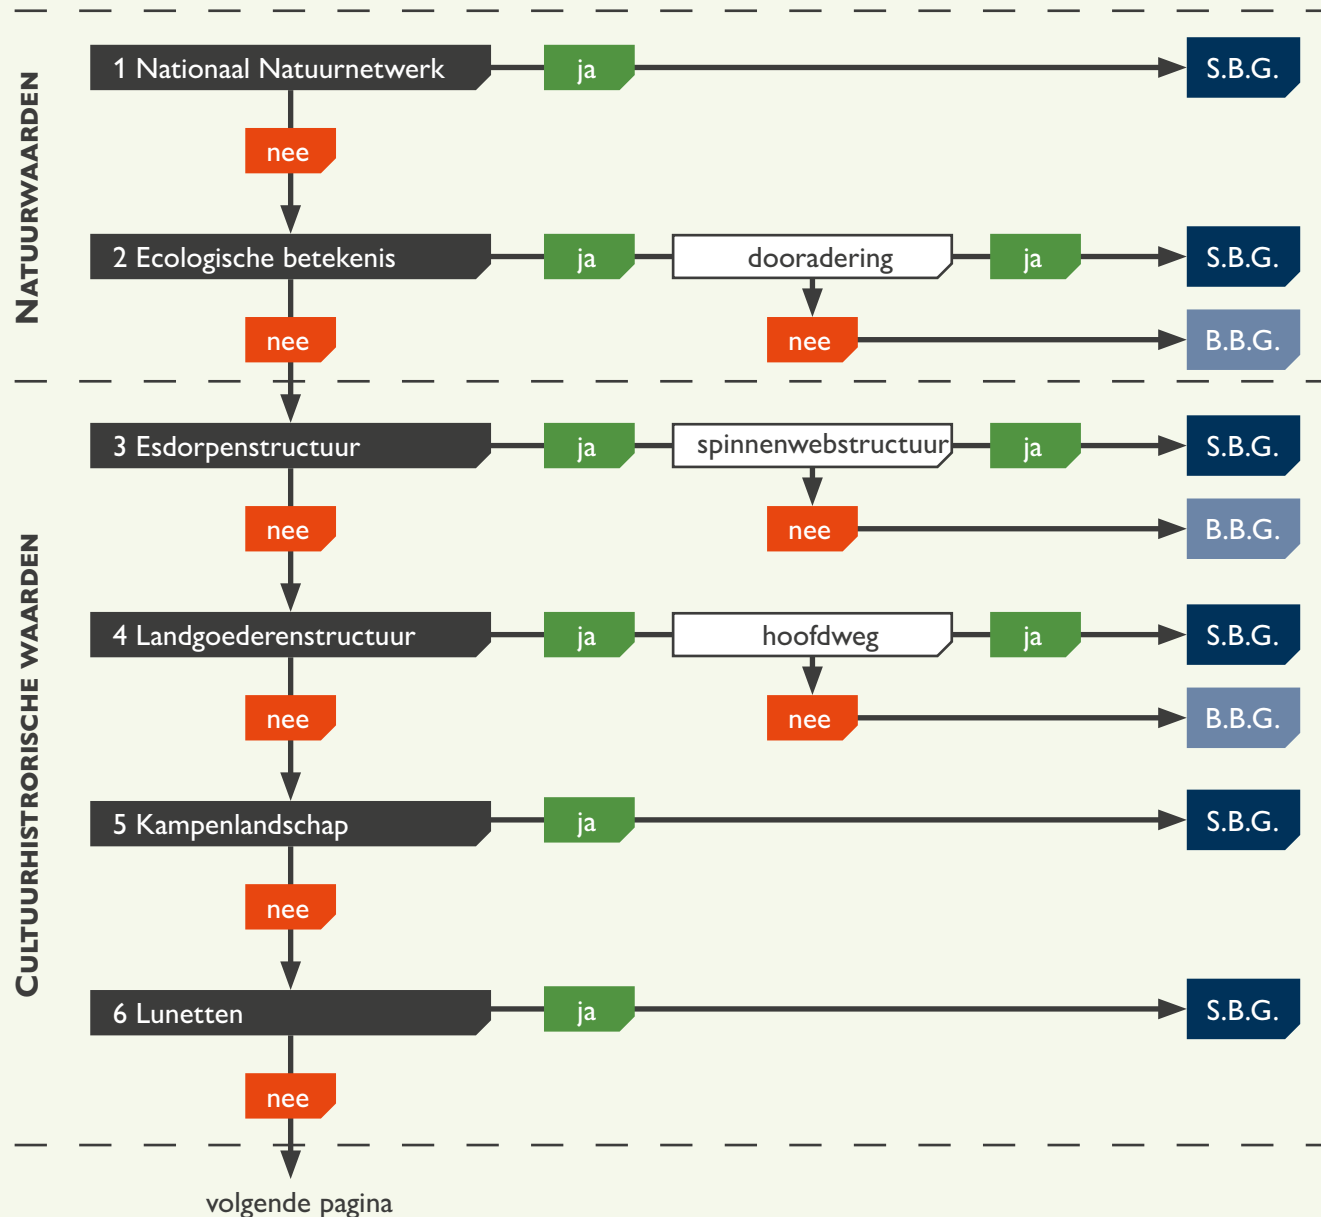 NATUURWAARDEN
1 Nationaal Natuurnetwerk ja S.B.G.
nee
2 Ecologische betekenis ja dooradering ja S.B.G.
nee nee B.B.G.
CULTUURHISTRORISCHE WAARDEN
3 Esdorpenstructuur ja spinnenwebstructuur ja S.B.G.
nee nee B.B.G.
4 Landgoederenstructuur ja hoofdweg ja S.B.G.
nee nee B.B.G.
5 Kampenlandschap ja S.B.G.
nee
6 Lunetten ja S.B.G.
nee
volgende pagina